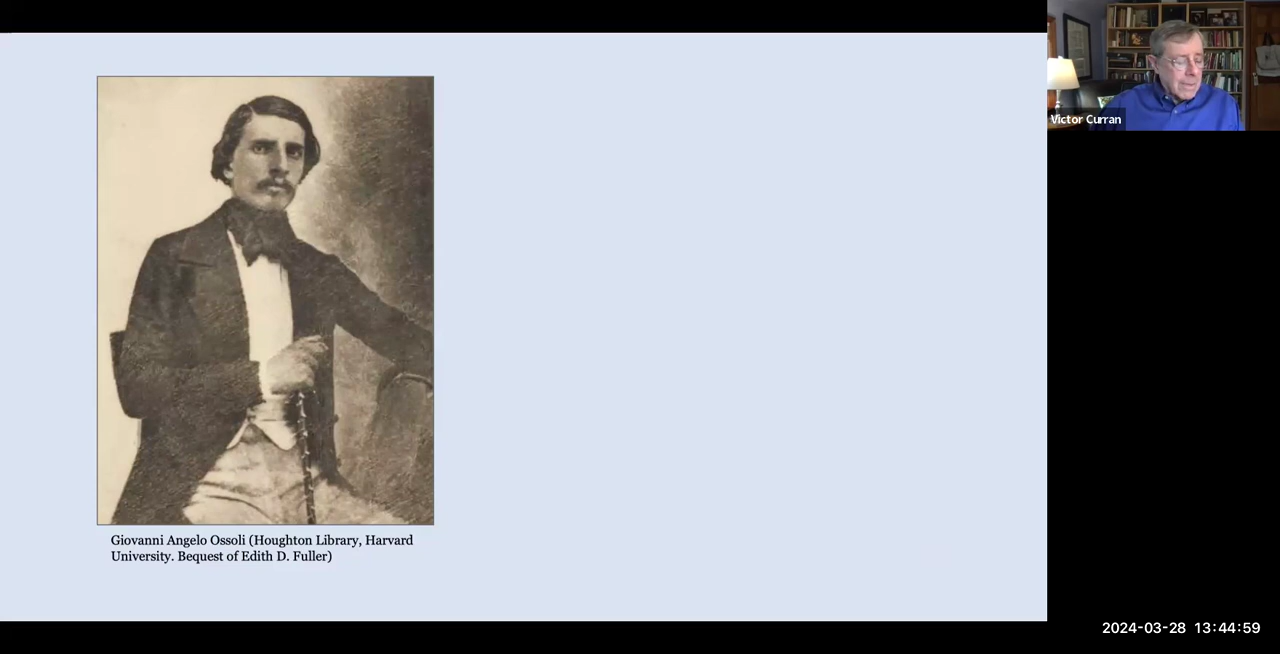 Victor Curran
Giovanni Angelo Ossoli (Houghton Library, Harvard
University. Bequest of Edith D. Fuller)
2024-03-28 13:44:59